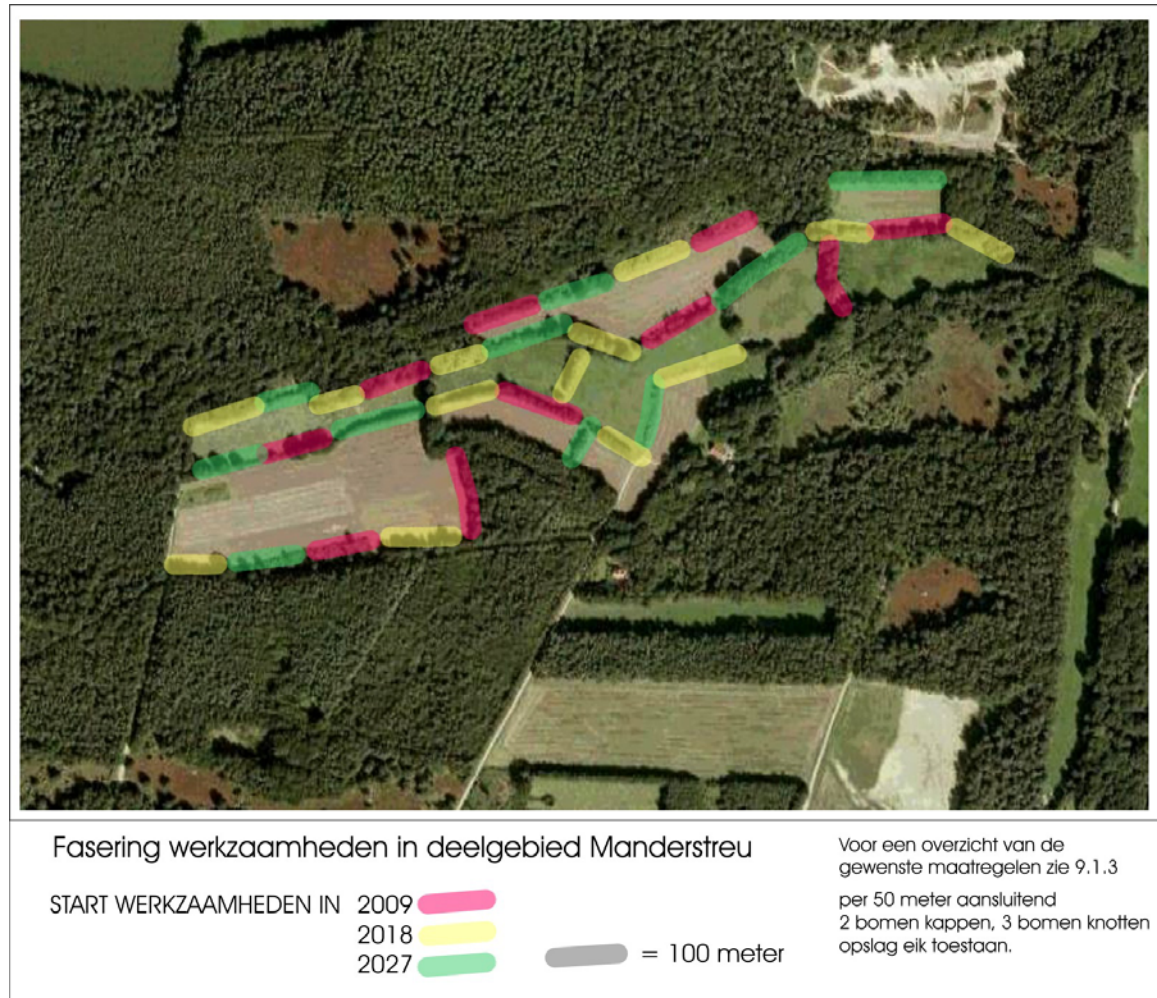 Fasering werkzaamheden in deelgebied Manderstreu
START WERKZAAMHEDEN IN 2009
2018
2027
= 100 meter
Voor een overzicht van de
gewenste maatregelen zie 9.1.3
per 50 meter aansluitend
2 bomen kappen, 3 bomen knotten
opslag eik toestaan.